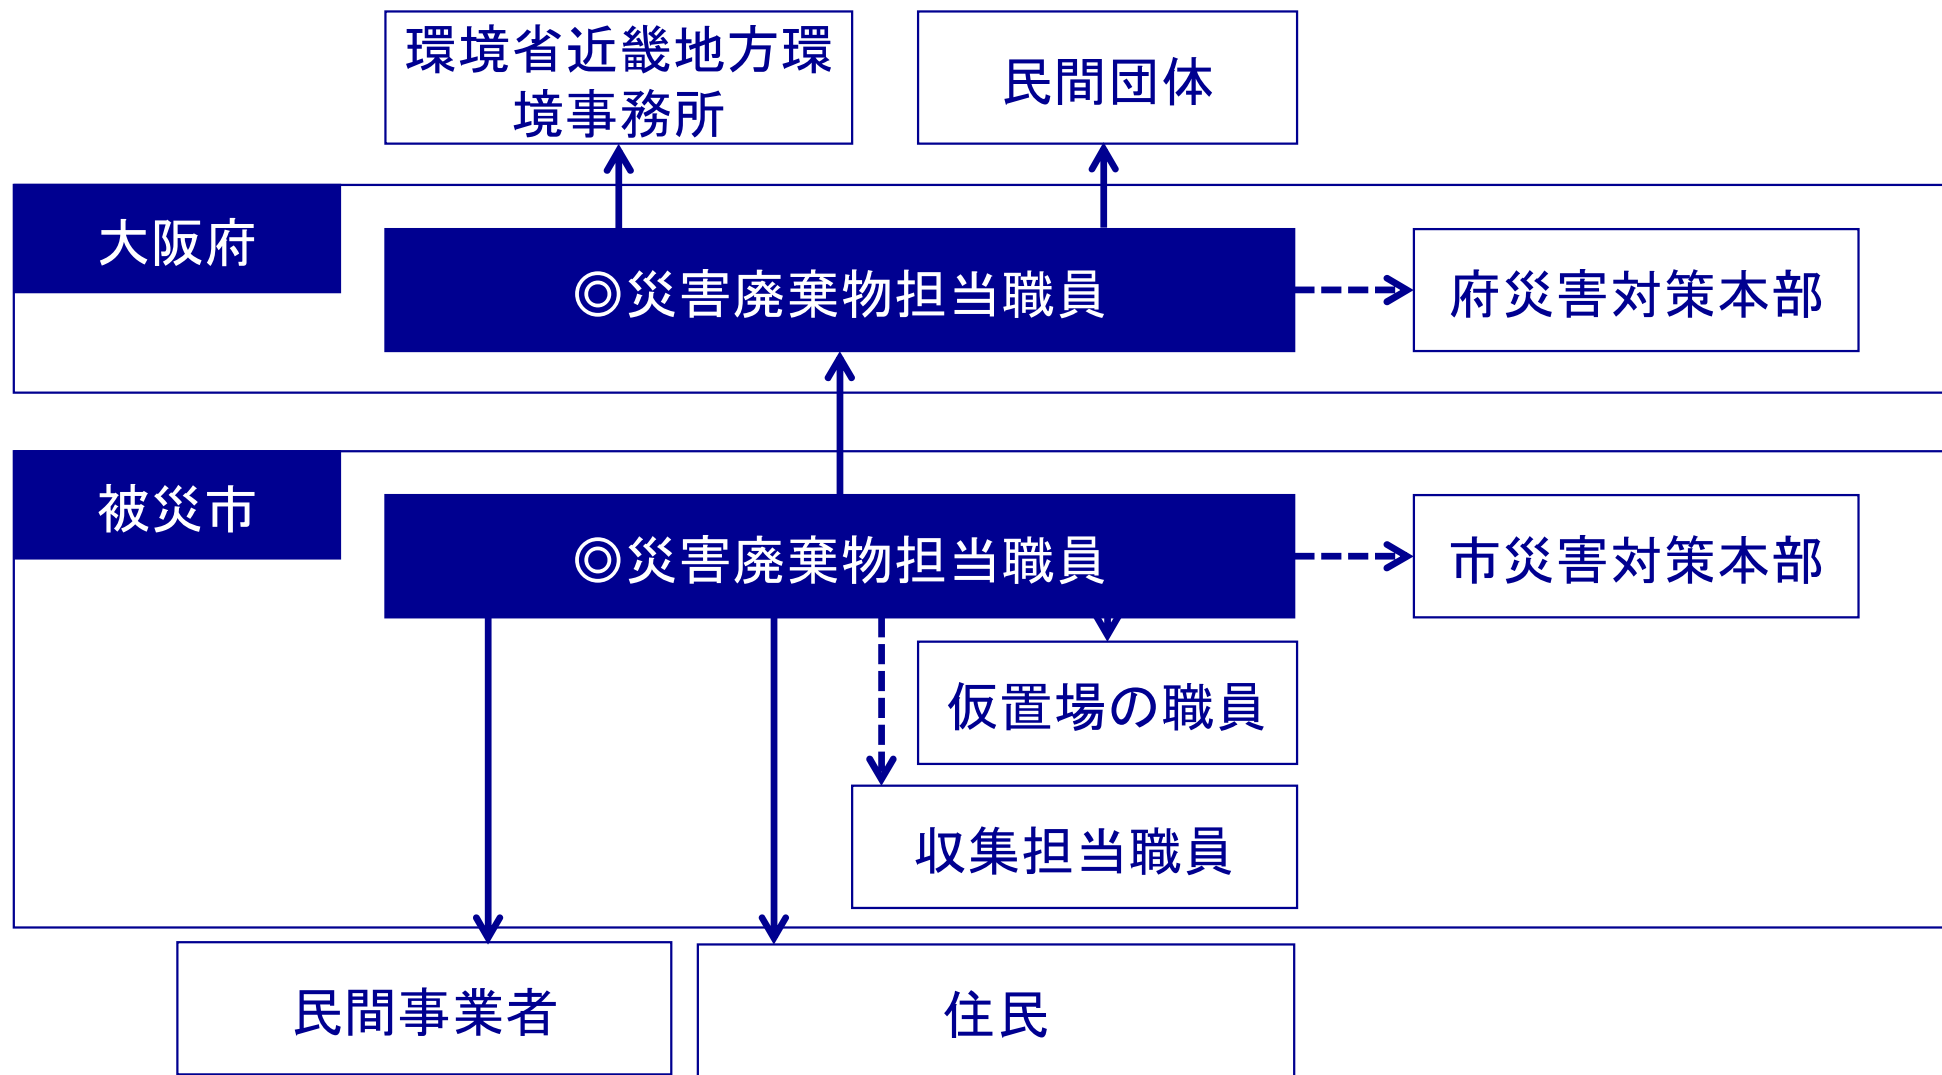 環境省近畿地方環
境事務所
民間団体
大阪府
◎災害廃棄物担当職員
府災害対策本部
被災市
◎災害廃棄物担当職員
市災害対策本部
仮置場の職員
収集担当職員
民間事業者
住民